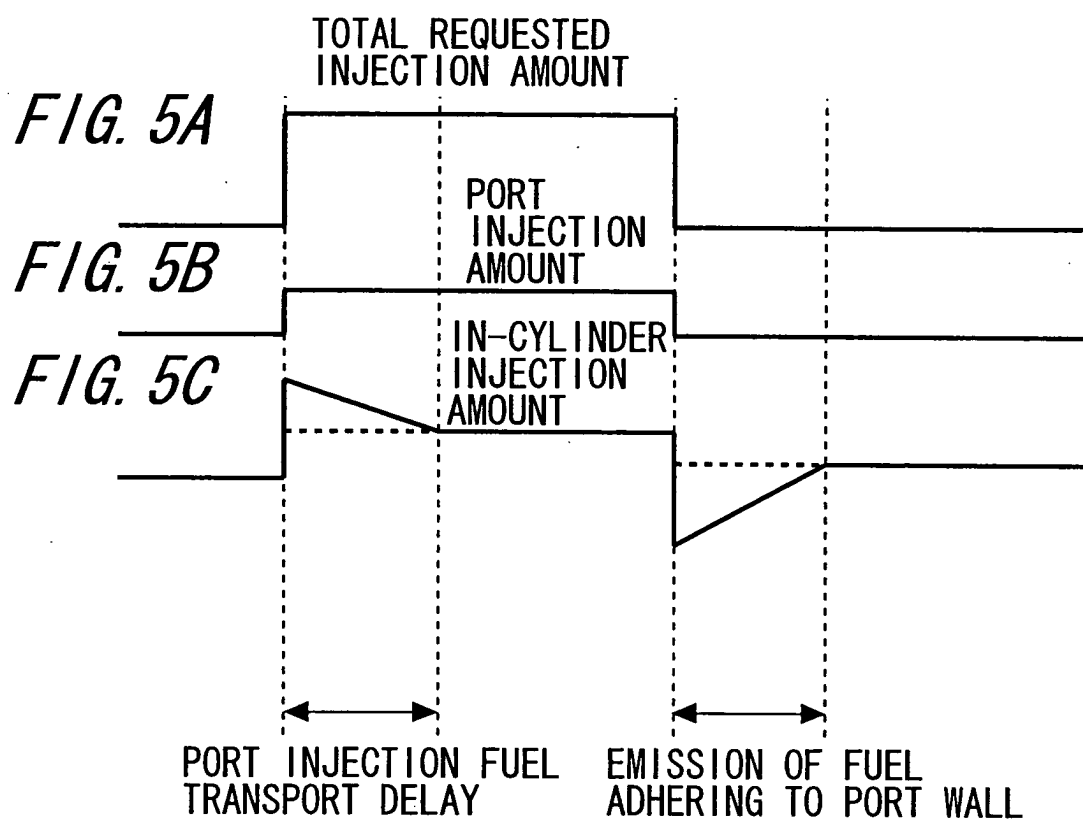 TOTAL REQUESTED
INJECTION AMOUNT
FIG. 5A
PORT
INJECTION
AMOUNT
FIG. 5B
IN-CYLINDER
INJECTION
AMOUNT
FIG. 5C
PORT INJECTION FUEL
TRANSPORT DELAY
EMISSION OF FUEL
ADHERING TO PORT WALL